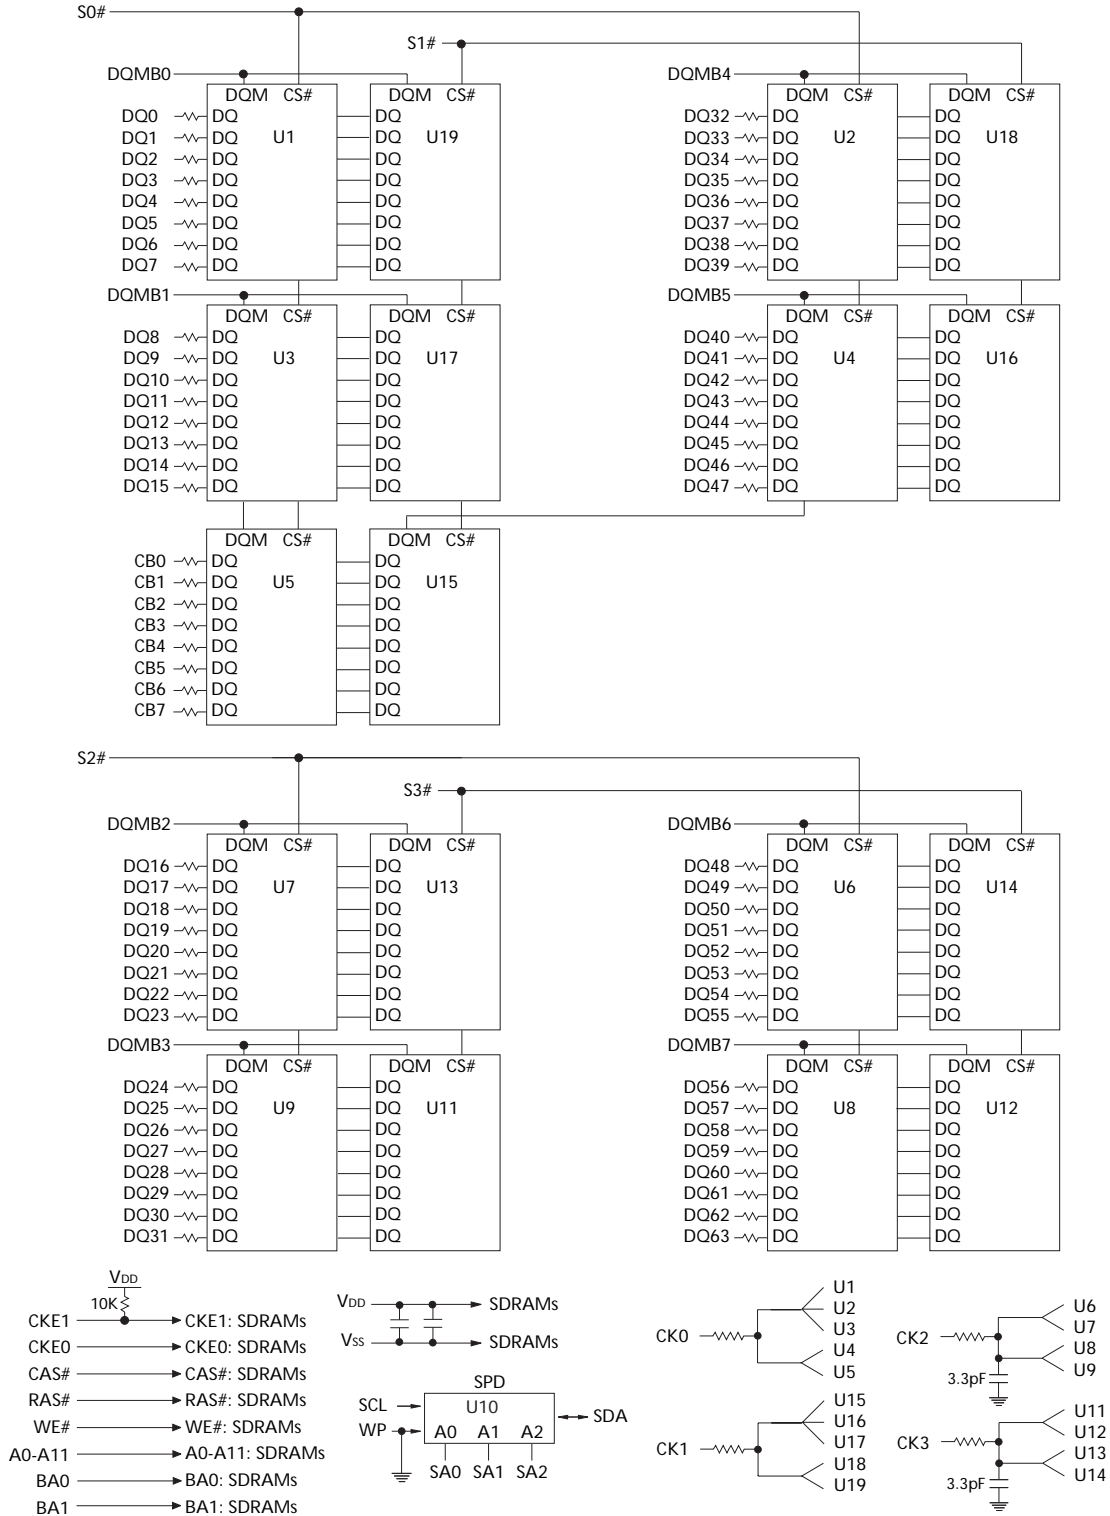 S0#
S1#
DQMB0 DQMB4
DQM CS# DQM CS# DQM CS# DQM CS#
DQ0 DQ DQ DQ32 DQ DQ
DQ1 DQ U1 DQ U19 DQ33 DQ U2 DQ U18
DQ2 DQ DQ DQ34 DQ DQ
DQ3 DQ DQ DQ35 DQ DQ
DQ4 DQ DQ DQ36 DQ DQ
DQ5 DQ DQ DQ37 DQ DQ
DQ6 DQ DQ DQ38 DQ DQ
DQ7 DQ DQ DQ39 DQ DQ
DQMB1 DQMB5
DQM CS# DQM CS# DQM CS# DQM CS#
DQ8 DQ DQ DQ40 DQ DQ
DQ9 DQ U3 DQ U17 DQ41 DQ U4 DQ U16
DQ10 DQ DQ DQ42 DQ DQ
DQ11 DQ DQ DQ43 DQ DQ
DQ12 DQ DQ DQ44 DQ DQ
DQ13 DQ DQ DQ45 DQ DQ
DQ14 DQ DQ DQ46 DQ DQ
DQ15 DQ DQ DQ47 DQ DQ
DQM CS# DQM CS#
CB0 DQ DQ
CB1 DQ U5 DQ U15
CB2 DQ DQ
CB3 DQ DQ
CB4 DQ DQ
CB5 DQ DQ
CB6 DQ DQ
CB7 DQ DQ
S2#
S3#
DQMB2 DQMB6
DQM CS# DQM CS# DQM CS# DQM CS#
DQ16 DQ DQ DQ48 DQ DQ
DQ17 DQ U7 DQ U13 DQ49 DQ U6 DQ U14
DQ18 DQ DQ DQ50 DQ DQ
DQ19 DQ DQ DQ51 DQ DQ
DQ20 DQ DQ DQ52 DQ DQ
DQ21 DQ DQ DQ53 DQ DQ
DQ22 DQ DQ DQ54 DQ DQ
DQ23 DQ DQ DQ55 DQ DQ
DQMB3 DQMB7
DQM CS# DQM CS# DQM CS# DQM CS#
DQ24 DQ DQ DQ56 DQ DQ
DQ25 DQ U9 DQ U11 DQ57 DQ U8 DQ U12
DQ26 DQ DQ DQ58 DQ DQ
DQ27 DQ DQ DQ59 DQ DQ
DQ28 DQ DQ DQ60 DQ DQ
DQ29 DQ DQ DQ61 DQ DQ
DQ30 DQ DQ DQ62 DQ DQ
DQ31 DQ DQ DQ63 DQ DQ
VDD
10K
CKE1 CKE1: SDRAMs
CKE0 CKE0: SDRAMs
CAS# CAS#: SDRAMs
RAS# RAS#: SDRAMs
WE# WE#: SDRAMs
A0-A11 A0-A11: SDRAMs
BA0 BA0: SDRAMs
BA1 BA1: SDRAMs
VDD SDRAMs
Vss SDRAMs
SPD
SCL U10
WP A0 A1 A2 SDA
SA0 SA1 SA2
U1
U2
CK0 U3
U4
U5
U15
U16
CK1 U17
U18
U19
U6
CK2 U7
U8
3.3pF U9
U11
CK3 U12
U13
3.3pF U14